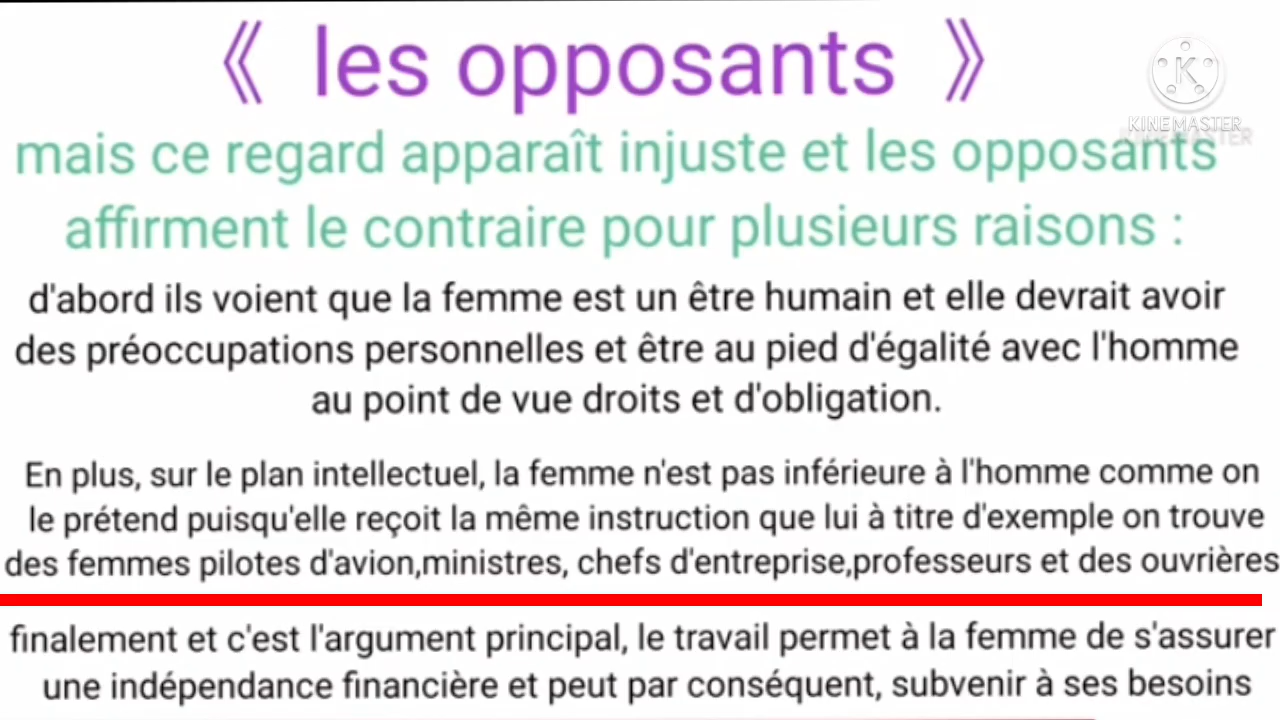 《 les opposants 》
KINEMASTER
mais ce regard apparaît injuste et les opposants
affirment le contraire pour plusieurs raisons :
d'abord ils voient que la femme est un être humain et elle devrait avoir
des préoccupations personnelles et être au pied d'égalité avec l'homme
au point de vue droits et d'obligation.
En plus, sur le plan intellectuel, la femme n'est pas inférieure à l'homme comme on
le prétend puisqu'elle reçoit la même instruction que lui à titre d'exemple on trouve
des femmes pilotes d'avion,ministres, chefs d'entreprise,professeurs et des ouvrières
finalement et c'est l'argument principal, le travail permet à la femme de s'assurer
une indépendance financière et peut par conséquent, subvenir à ses besoins